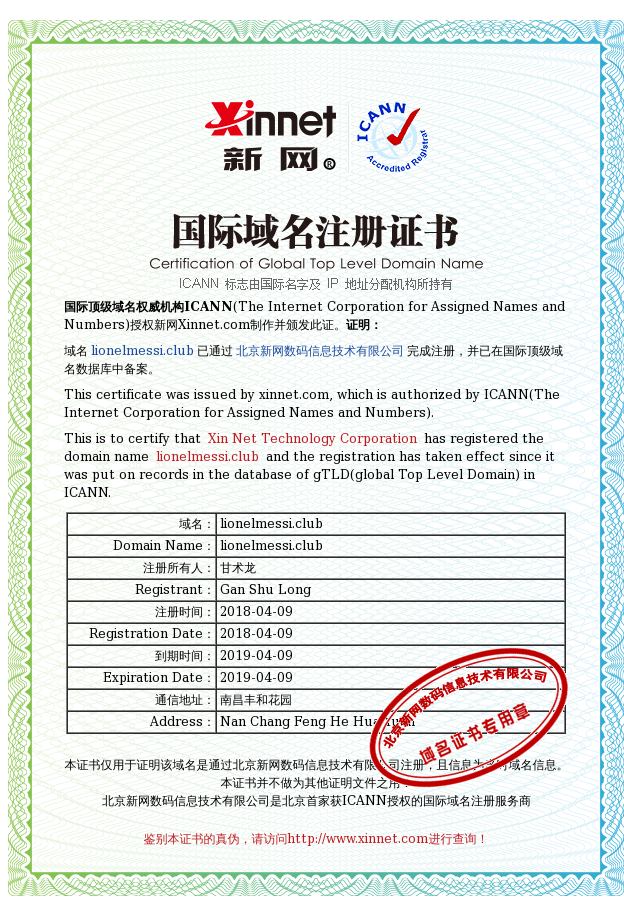 Xinnet
新网®
ICANN
Accredited Registrar
国际域名注册证书
Certification of Global Top Level Domain Name
ICANN 标志由国际名字及 IP 地址分配机构所持有
国际顶级域名权威机构ICANN(The Internet Corporation for Assigned Names and
Numbers)授权新网Xinnet.com制作并颁发此证。证明：
域名 lionelmessi.club 已通过 北京新网数码信息技术有限公司 完成注册，并已在国际顶级域
名数据库中备案。
This certificate was issued by xinnet.com, which is authorized by ICANN(The
Internet Corporation for Assigned Names and Numbers).
This is to certify that Xin Net Technology Corporation has registered the
domain name lionelmessi.club and the registration has taken effect since it
was put on records in the database of gTLD(global Top Level Domain) in
ICANN.
域名： lionelmessi.club
Domain Name： lionelmessi.club
注册所有人： 甘术龙
Registrant： Gan Shu Long
注册时间： 2018-04-09
Registration Date： 2018-04-09
到期时间： 2019-04-09
Expiration Date： 2019-04-09
通信地址： 南昌丰和花园
Address： Nan Chang Feng He Hua Yuan
北京新网数码信息技术有限公司
域名证书专用章
本证书仅用于证明该域名是通过北京新网数码信息技术有限公司注册，且信息为当时域名信息。
本证书并不做为其他证明文件之用！
北京新网数码信息技术有限公司是北京首家获ICANN授权的国际域名注册服务商
鉴别本证书的真伪，请访问http://www.xinnet.com进行查询！